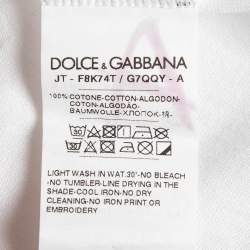 DOLCE & GABBANA
JT - F8K74T / G7QQY - A
100% COTONE-COTTON-ALGODON-
COTON-ALGODÃO-
BAUMWOLLE-ХЛОПОК-棉-
LIGHT WASH IN WAT.30°-NO BLEACH
-NO TUMBLER-LINE DRYING IN THE
SHADE-COOL IRON-NO DRY
CLEANING-NO IRON PRINT OR
EMBROIDERY